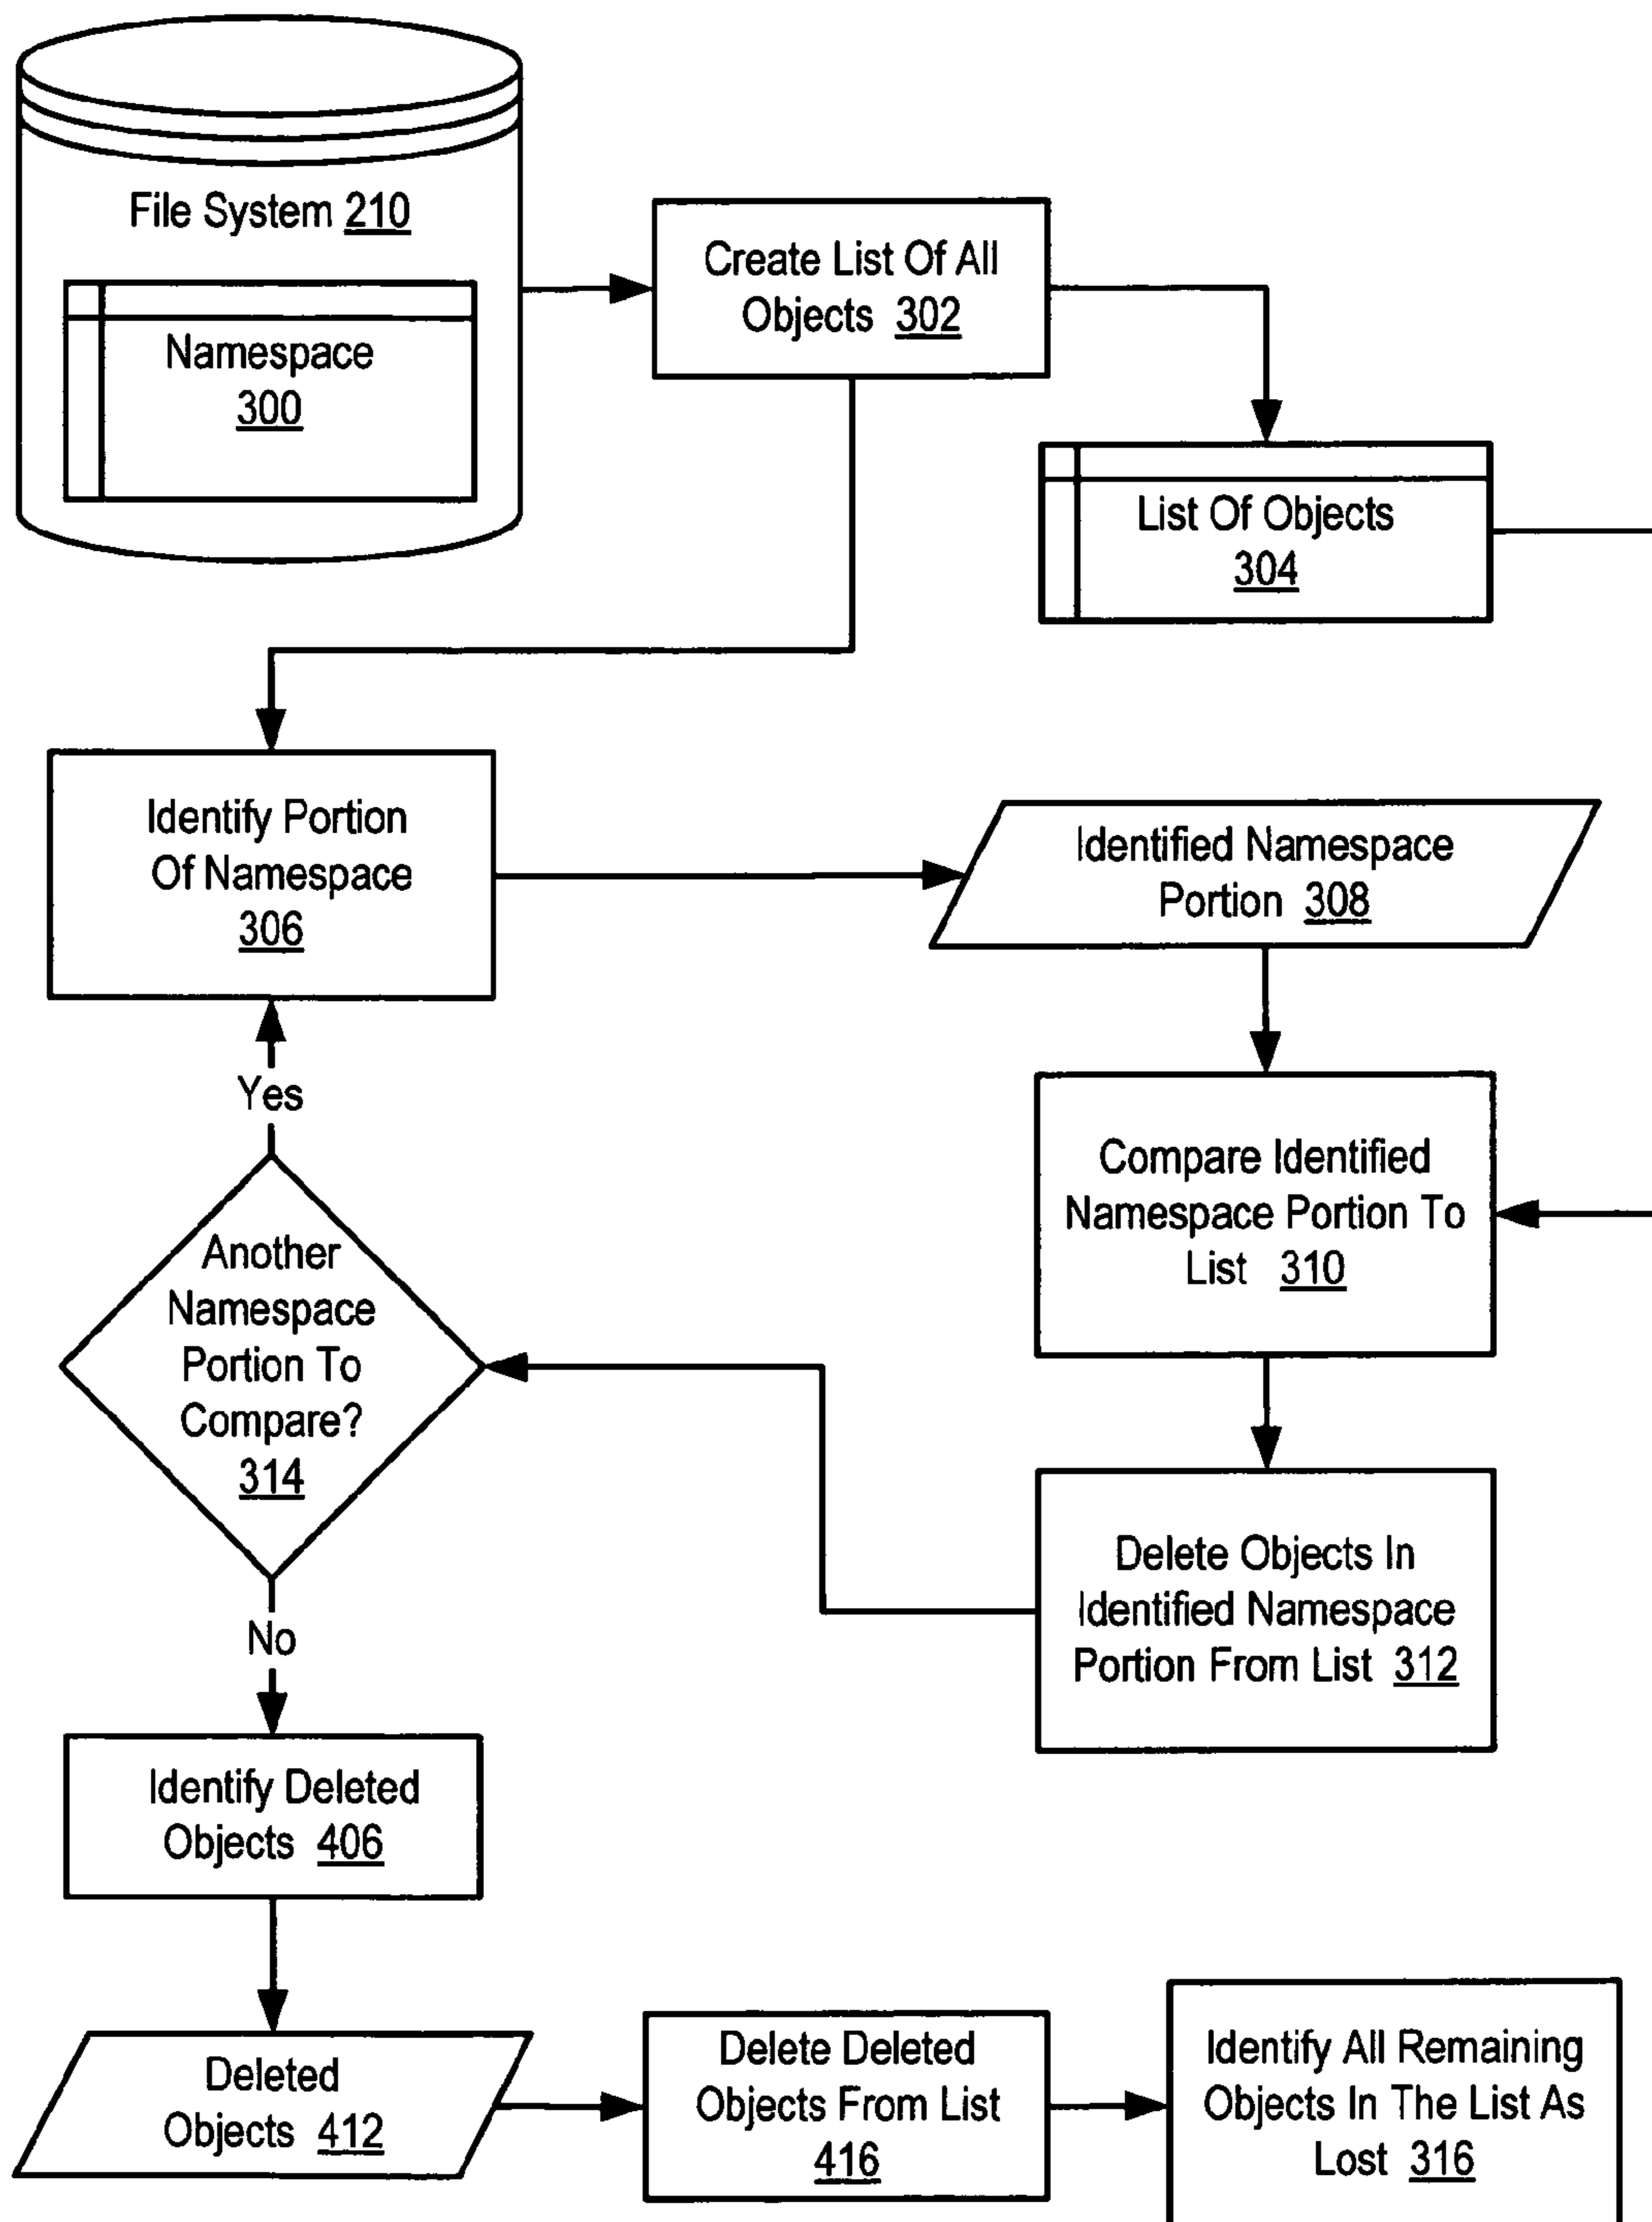 File System 210
Namespace
300
Create List Of All
Objects 302
List Of Objects
304
Identify Portion
Of Namespace
306
Identified Namespace
Portion 308
Yes
Compare Identified
Namespace Portion To
List 310
Another
Namespace
Portion To
Compare?
314
Delete Objects In
Identified Namespace
Portion From List 312
No
Identify Deleted
Objects 406
Deleted
Objects 412
Delete Deleted
Objects From List
416
Identify All Remaining
Objects In The List As
Lost 316